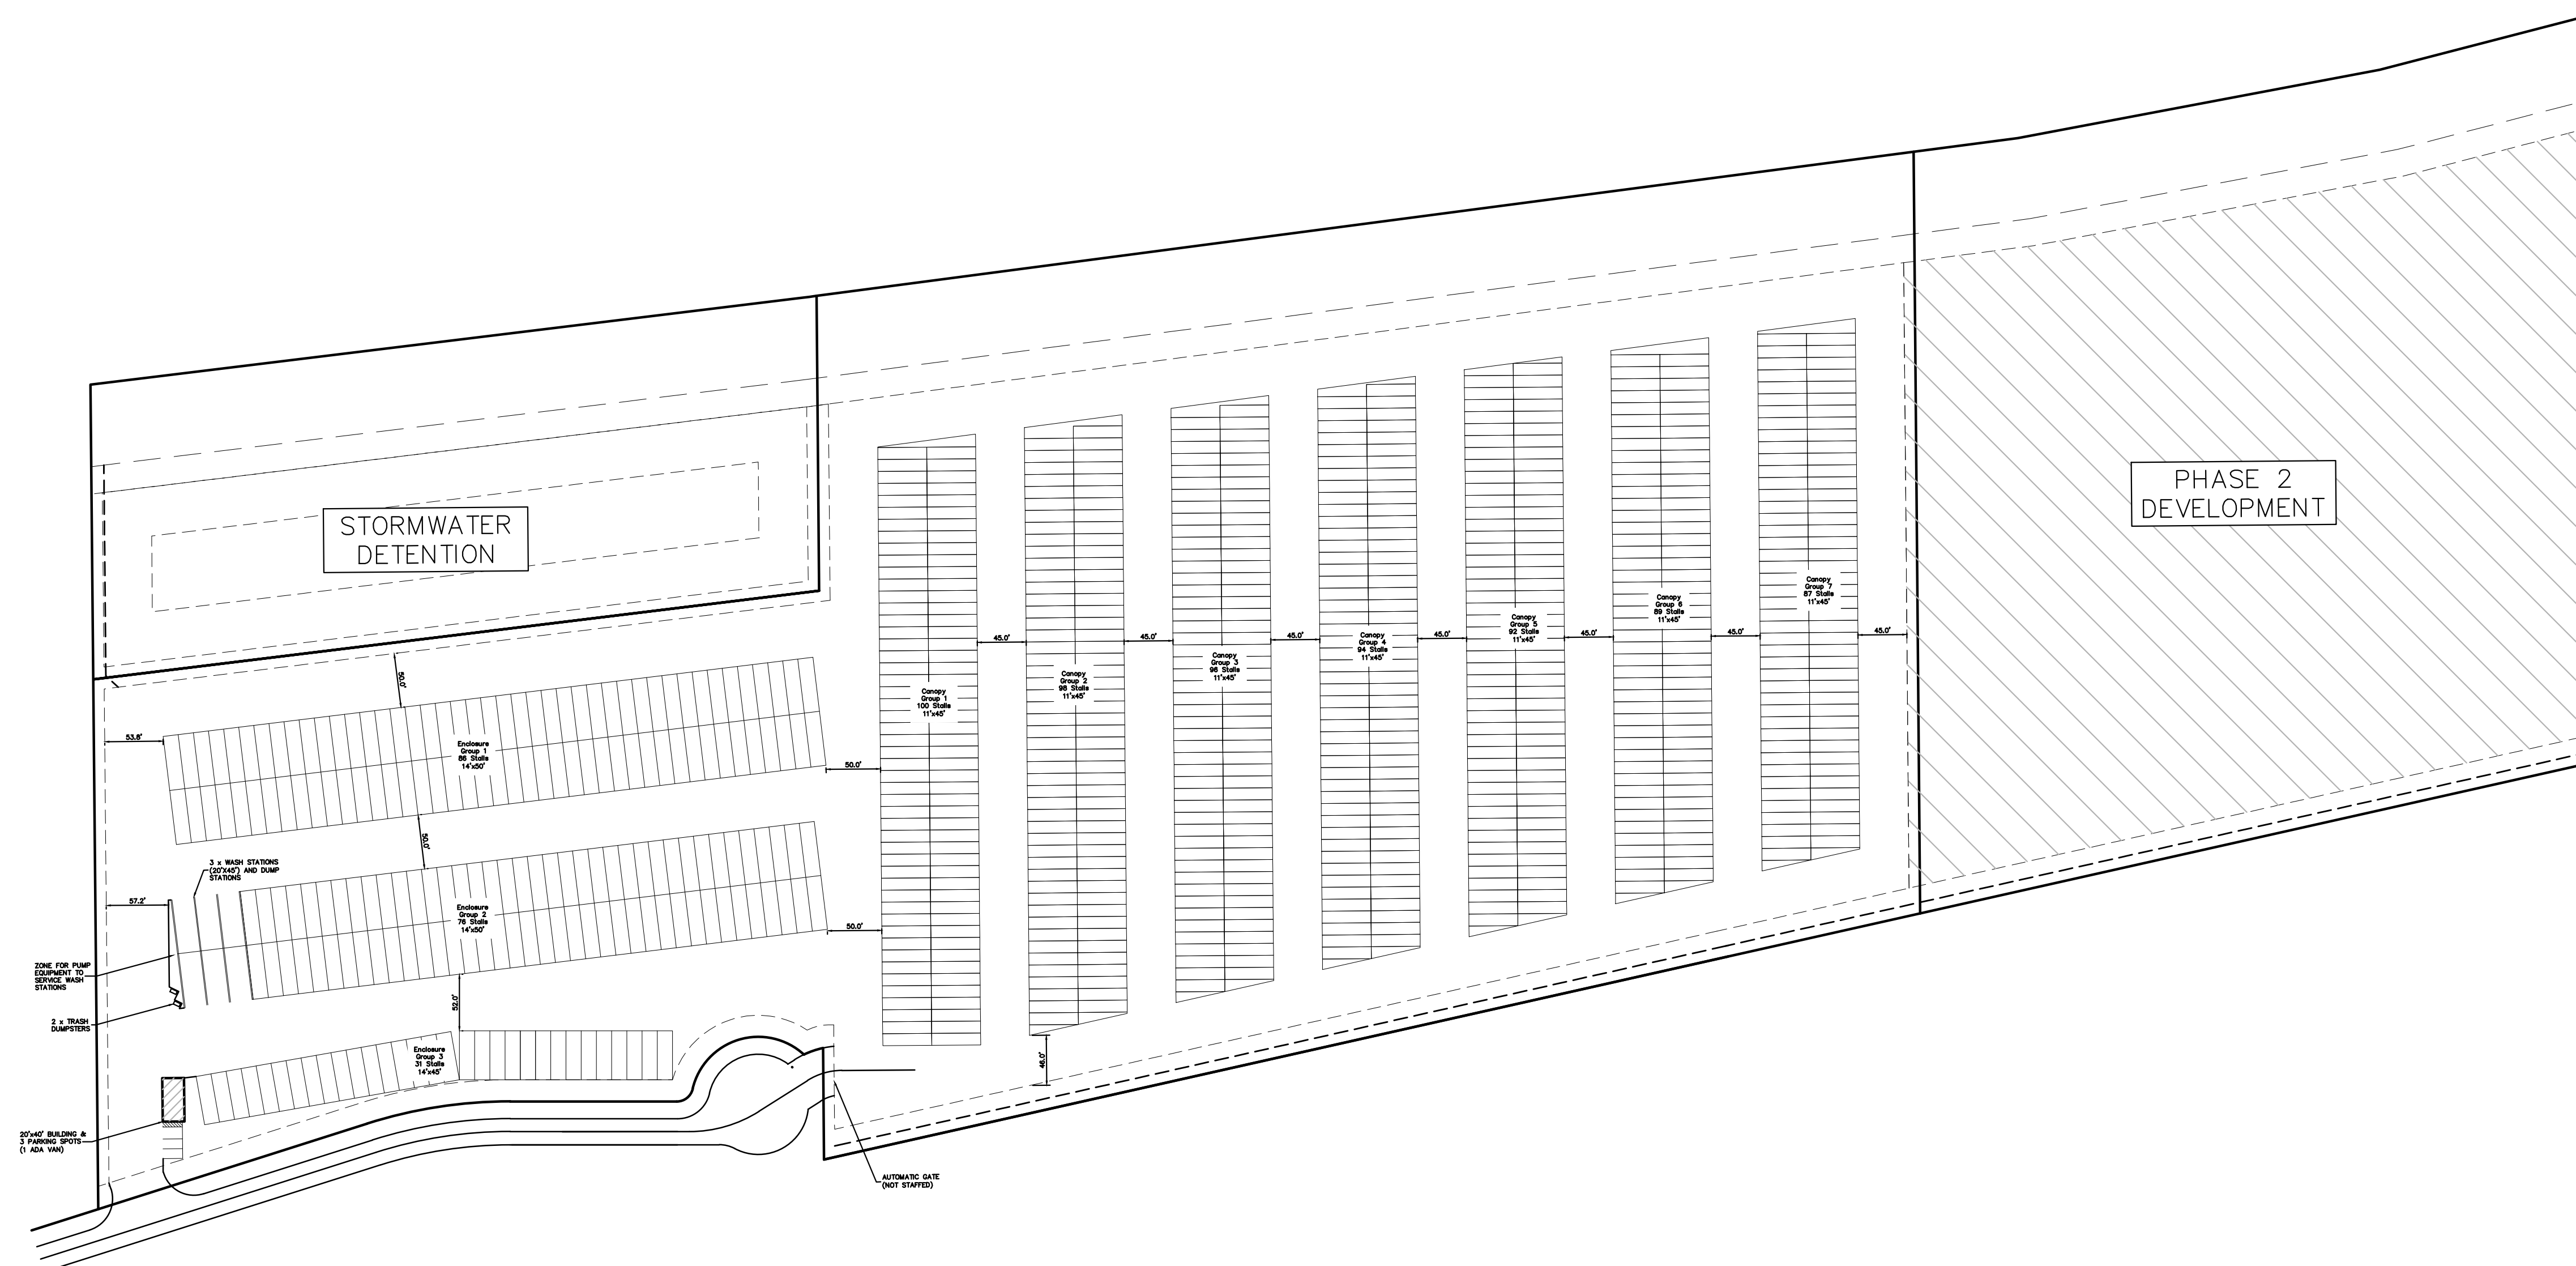 STORMWATER
DETENTION
PHASE 2
DEVELOPMENT
Canopy
Group 1
100 Stalls
11'x45'
45.0'
Canopy
Group 2
98 Stalls
11'x45'
45.0'
Canopy
Group 3
96 Stalls
11'x45'
45.0'
Canopy
Group 4
94 Stalls
11'x45'
45.0'
Canopy
Group 5
92 Stalls
11'x45'
45.0'
Canopy
Group 6
89 Stalls
11'x45'
45.0'
Canopy
Group 7
87 Stalls
11'x45'
45.0'
50.0'
53.8'
Enclosure
Group 1
86 Stalls
14'x50'
50.0'
50.0'
3 x WASH STATIONS
(20'X45') AND DUMP
STATIONS
57.2'
Enclosure
Group 2
76 Stalls
14'x50'
50.0'
ZONE FOR PUMP
EQUIPMENT TO
SERVICE WASH
STATIONS
52.0'
2 x TRASH
DUMPSTERS
Enclosure
Group 3
31 Stalls
14'x45'
46.0'
20'x40' BUILDING &
3 PARKING SPOTS
(1 ADA VAN)
AUTOMATIC GATE
(NOT STAFFED)